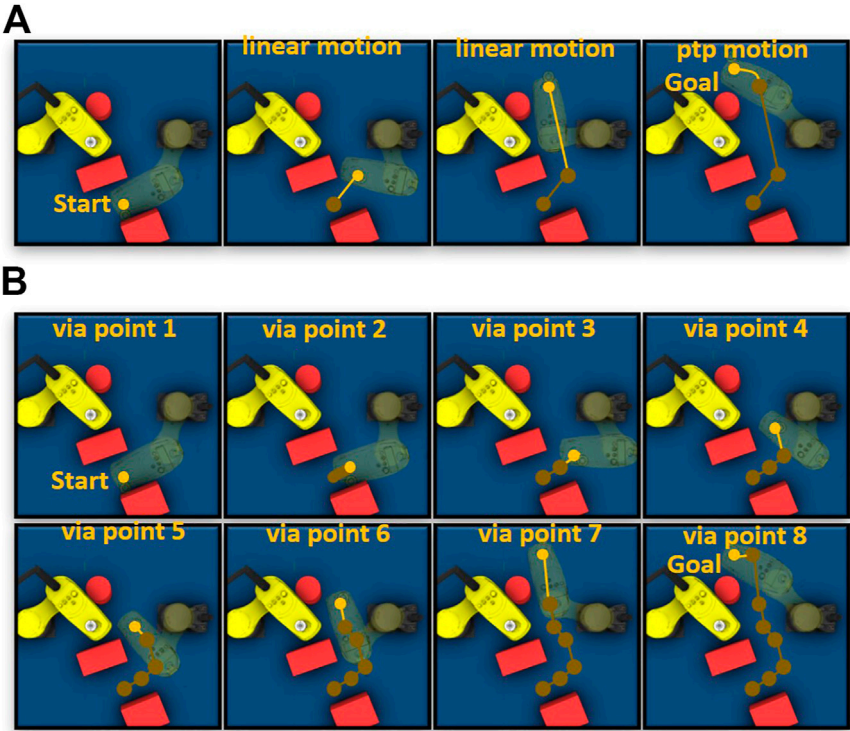 A
linear motion
linear motion
ptp motion
Goal
Start
B
via point 1
via point 2
via point 3
via point 4
Start
via point 5
via point 6
via point 7
via point 8
Goal